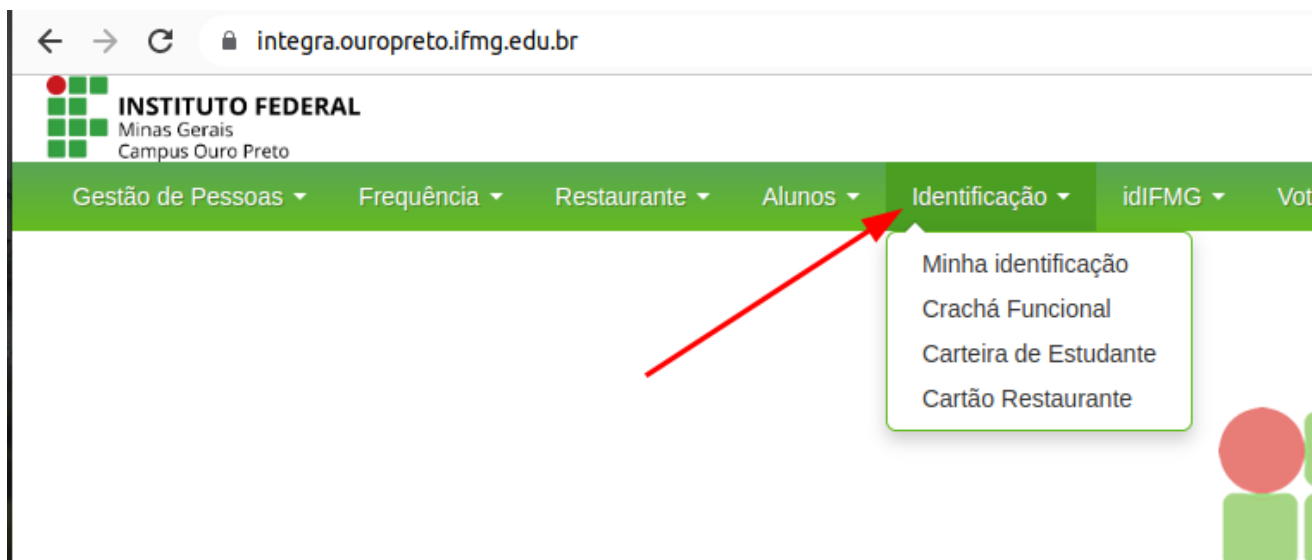 integra.ouropreto.ifmg.edu.br
INSTITUTO FEDERAL
Minas Gerais
Campus Ouro Preto
Gestão de Pessoas Frequência Restaurante Alunos Identificação idIFMG Vot
Minha identificação
Crachá Funcional
Carteira de Estudante
Cartão Restaurante